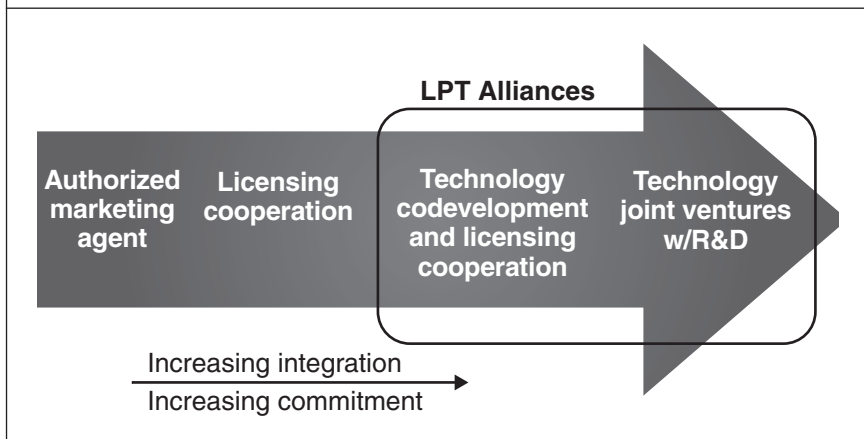 LPT Alliances
Authorized
marketing
agent
Licensing
cooperation
Technology
codevelopment
and licensing
cooperation
Technology
joint ventures
w/R&D
Increasing integration
Increasing commitment